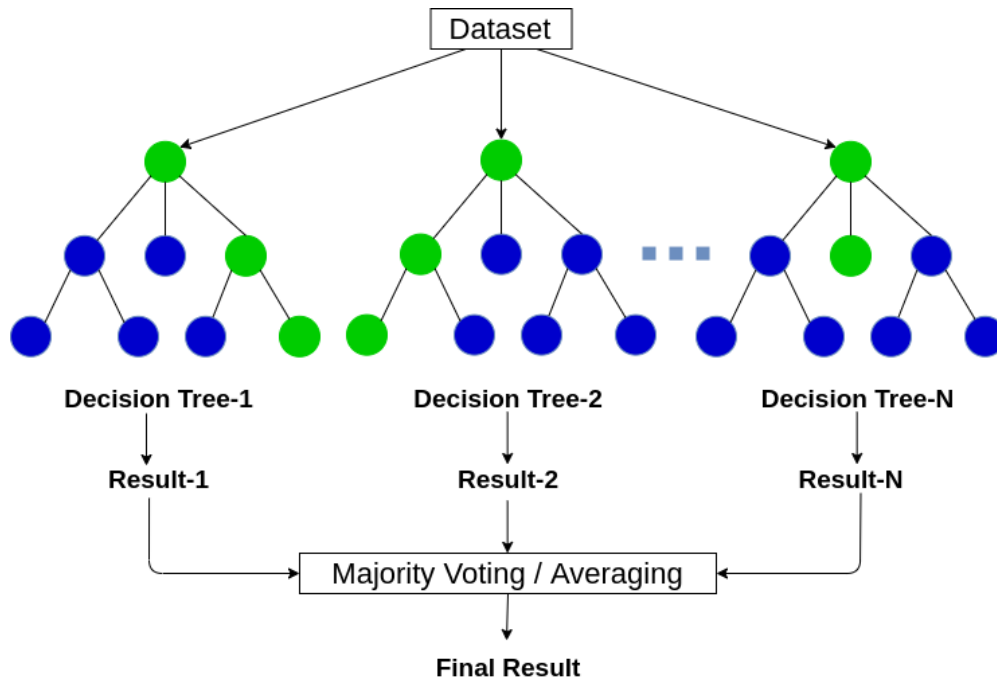 Dataset
Decision Tree-1
Decision Tree-2
Decision Tree-N
Result-1
Result-2
Result-N
Majority Voting / Averaging
Final Result